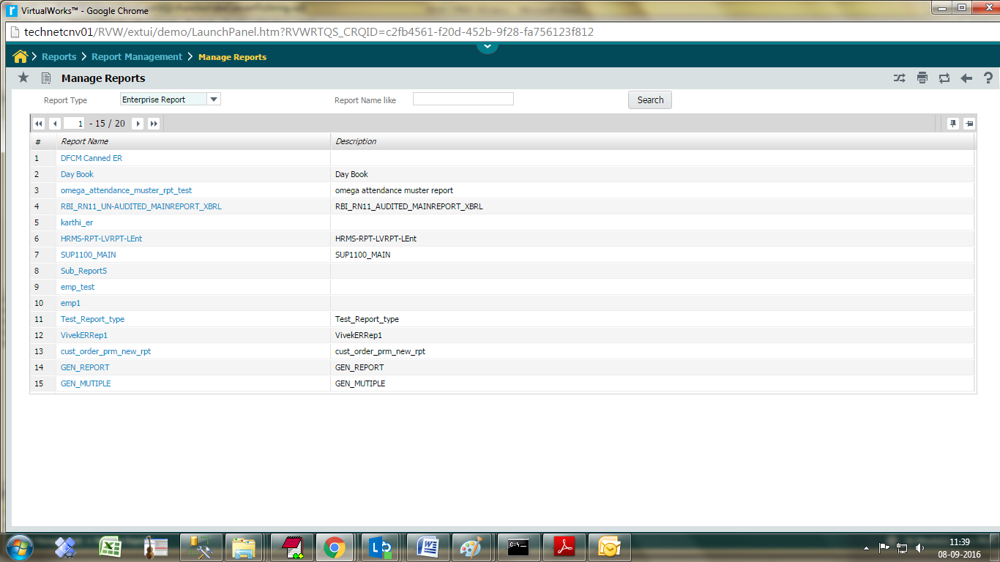 VirtualWorks™ - Google Chrome
technetcnv01/RVW/extui/demo/LaunchPanel.htm?RVWRTQS_CRQID=c2fb4561-f20d-452b-9f28-fa756123f812
Reports > Report Management > Manage Reports
Manage Reports
Report Type Enterprise Report Report Name like Search
1 - 15 / 20
# Report Name Description
1 DFCM Canned ER
2 Day Book Day Book
3 omega_attendance_muster_rpt_test omega attendance muster report
4 RBI_RN11_UN-AUDITED_MAINREPORT_XBRL RBI_RN11_AUDITED_MAINREPORT_XBRL
5 karthi_er
6 HRMS-RPT-LVRPT-LEnt HRMS-RPT-LVRPT-LEnt
7 SUP1100_MAIN SUP1100_MAIN
8 Sub_Report5
9 emp_test
10 emp1
11 Test_Report_type Test_Report_type
12 VivekERRep1 VivekERRep1
13 cust_order_prm_new_rpt cust_order_prm_new_rpt
14 GEN_REPORT GEN_REPORT
15 GEN_MUTIPLE GEN_MUTIPLE
11:39
08-09-2016